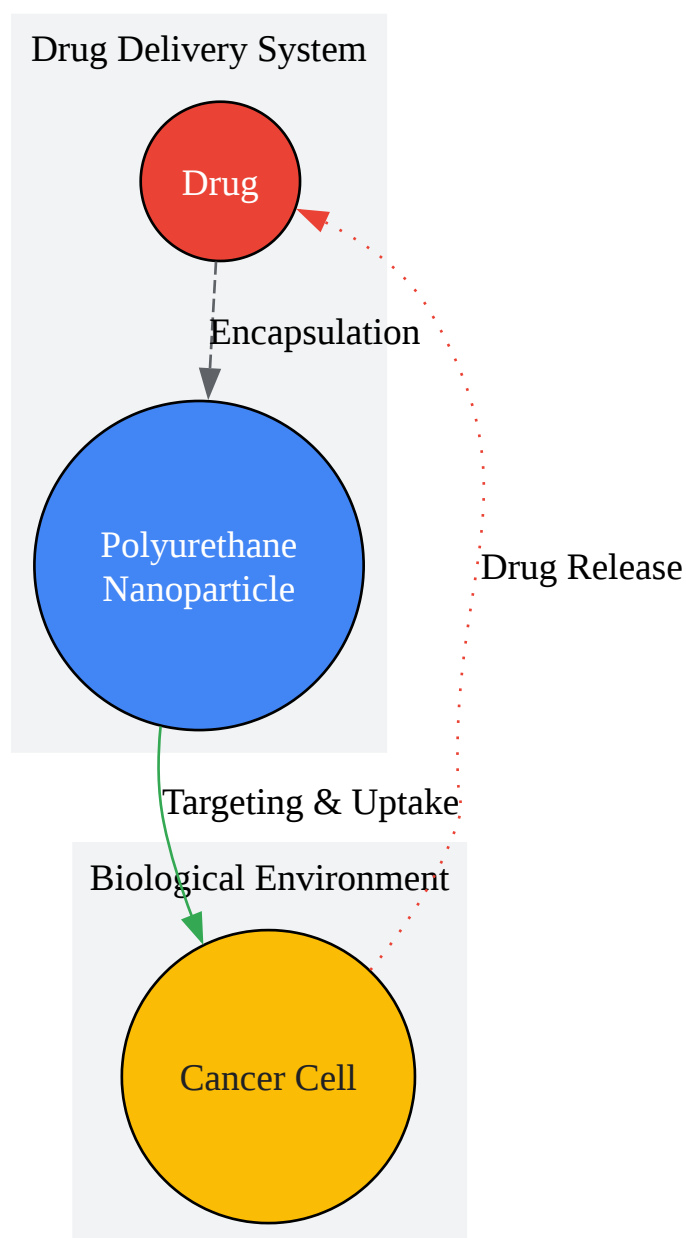 Drug Delivery System
Drug
Encapsulation
Polyurethane
Nanoparticle
Drug Release
Targeting & Uptake
Biological Environment
Cancer Cell